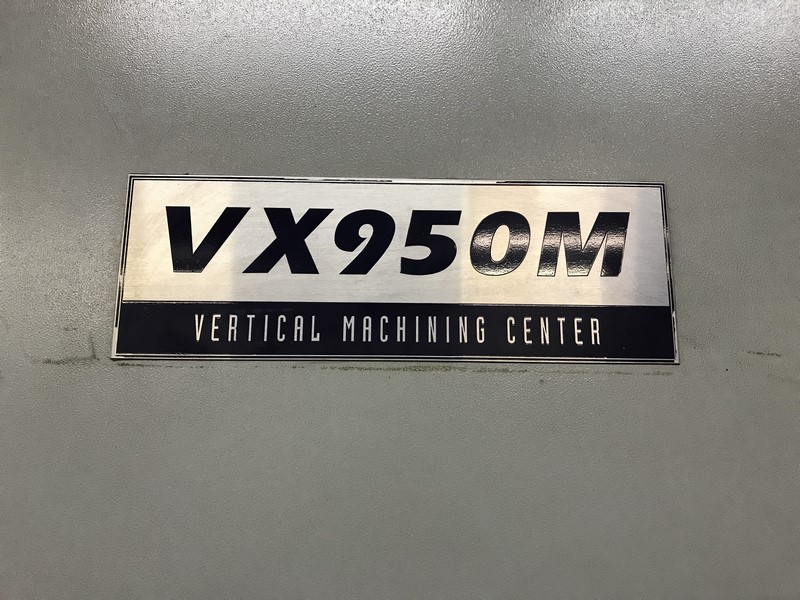 VX950M
VERTICAL MACHINING CENTER